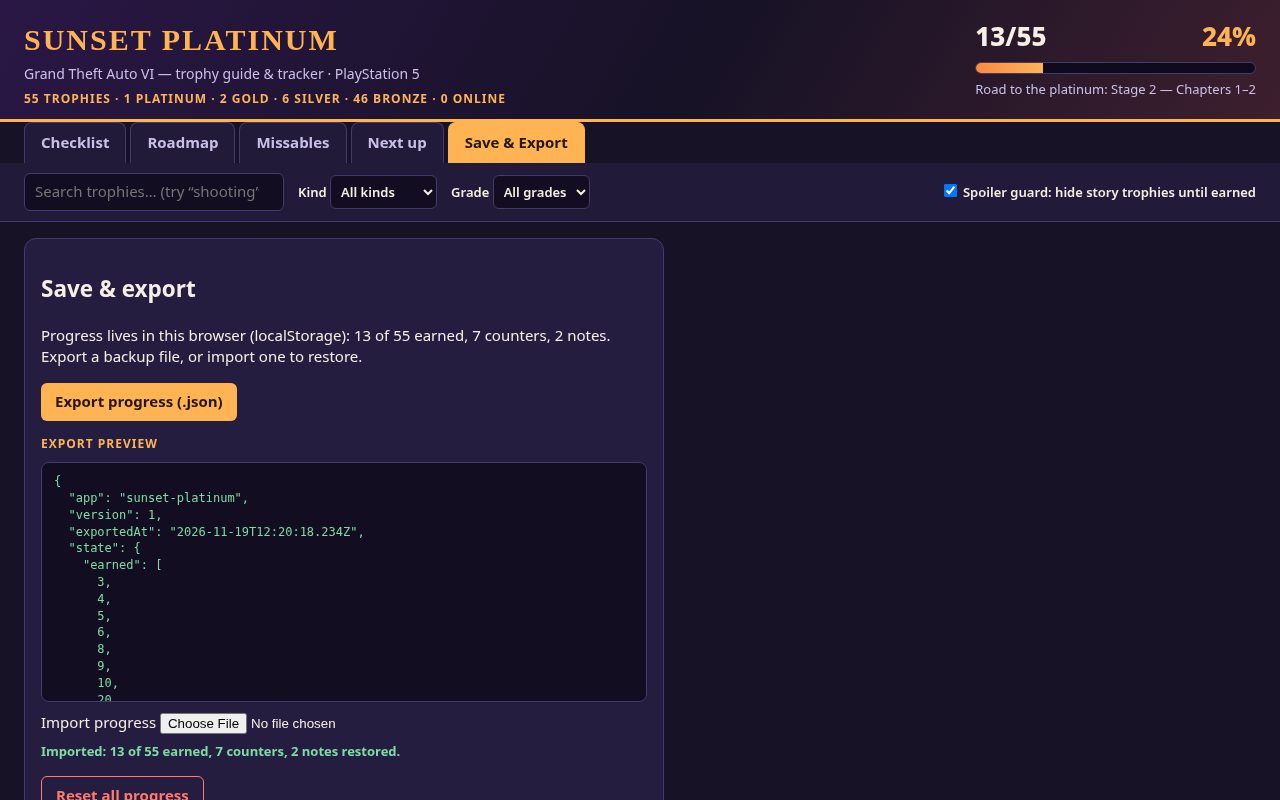 SUNSET PLATINUM
Grand Theft Auto VI — trophy guide & tracker · PlayStation 5
55 TROPHIES · 1 PLATINUM · 2 GOLD · 6 SILVER · 46 BRONZE · 0 ONLINE
13/55 24%
Road to the platinum: Stage 2 — Chapters 1–2
Checklist Roadmap Missables Next up Save & Export
Search trophies… (try “shooting’ Kind All kinds Grade All grades Spoiler guard: hide story trophies until earned
Save & export
Progress lives in this browser (localStorage): 13 of 55 earned, 7 counters, 2 notes.
Export a backup file, or import one to restore.
Export progress (.json)
EXPORT PREVIEW
{
"app": "sunset-platinum",
"version": 1,
"exportedAt": "2026-11-19T12:20:18.234Z",
"state": {
"earned": [
3,
4,
5,
6,
8,
9,
10,
20
Import progress Choose File No file chosen
Imported: 13 of 55 earned, 7 counters, 2 notes restored.
Reset all progress